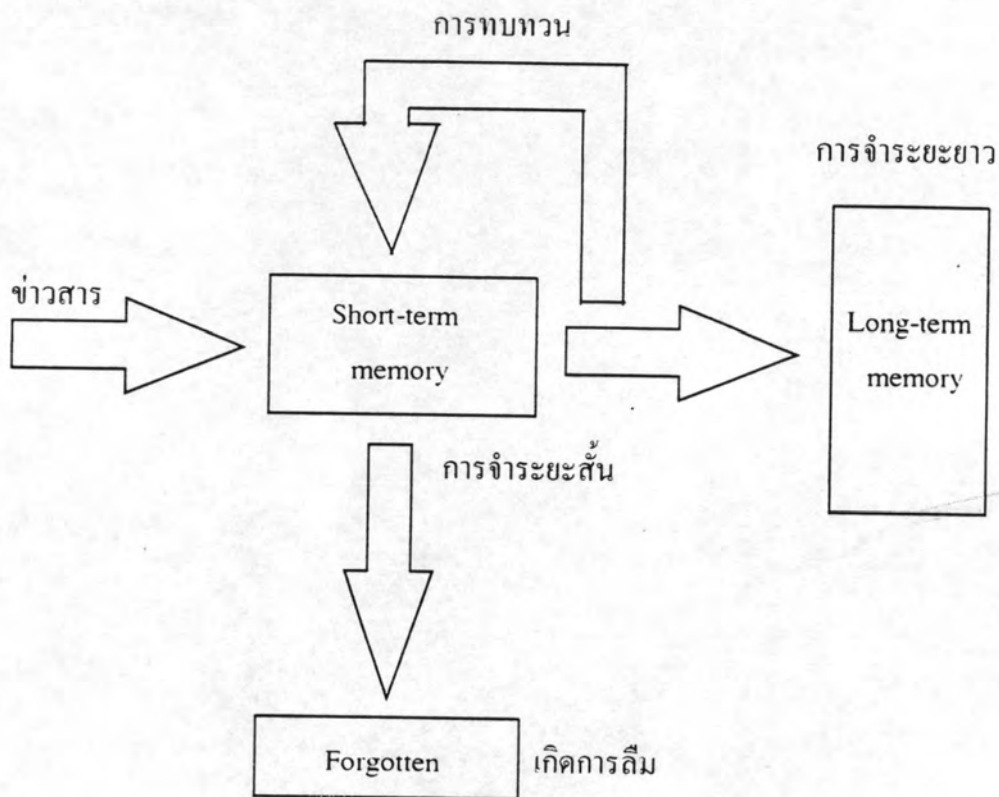 การทบทวน
การจำระยะยาว
ข่าวสาร
Short-term
memory
Long-term
memory
การจำระยะสั้น
Forgotten
เกิดการลืม